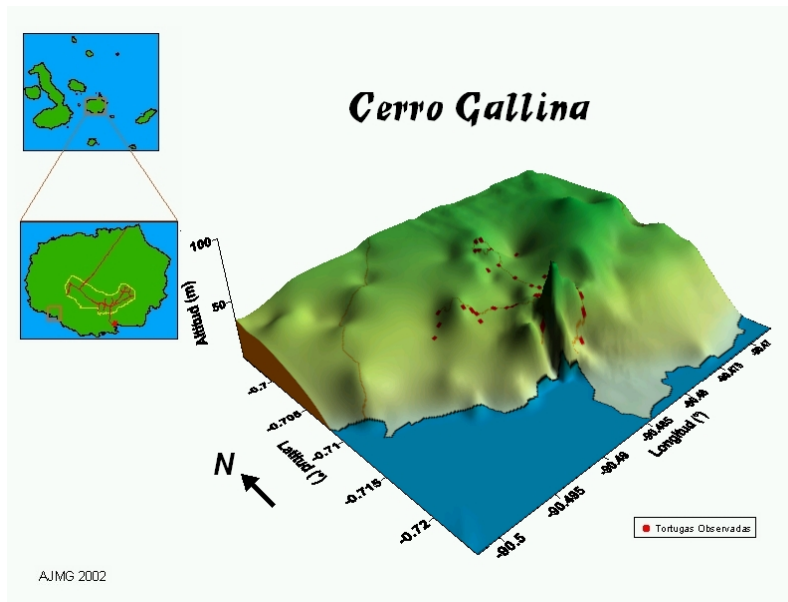 Cerro Gallina
100
50
Altitud (m)
-0.7
-0.705
-0.71
-0.715
-0.72
Latitud (°)
-90.5
-90.495
-90.49
-90.485
-90.48
-90.475
-90.47
Longitud (°)
N
Tortugas Observadas
AJMG 2002